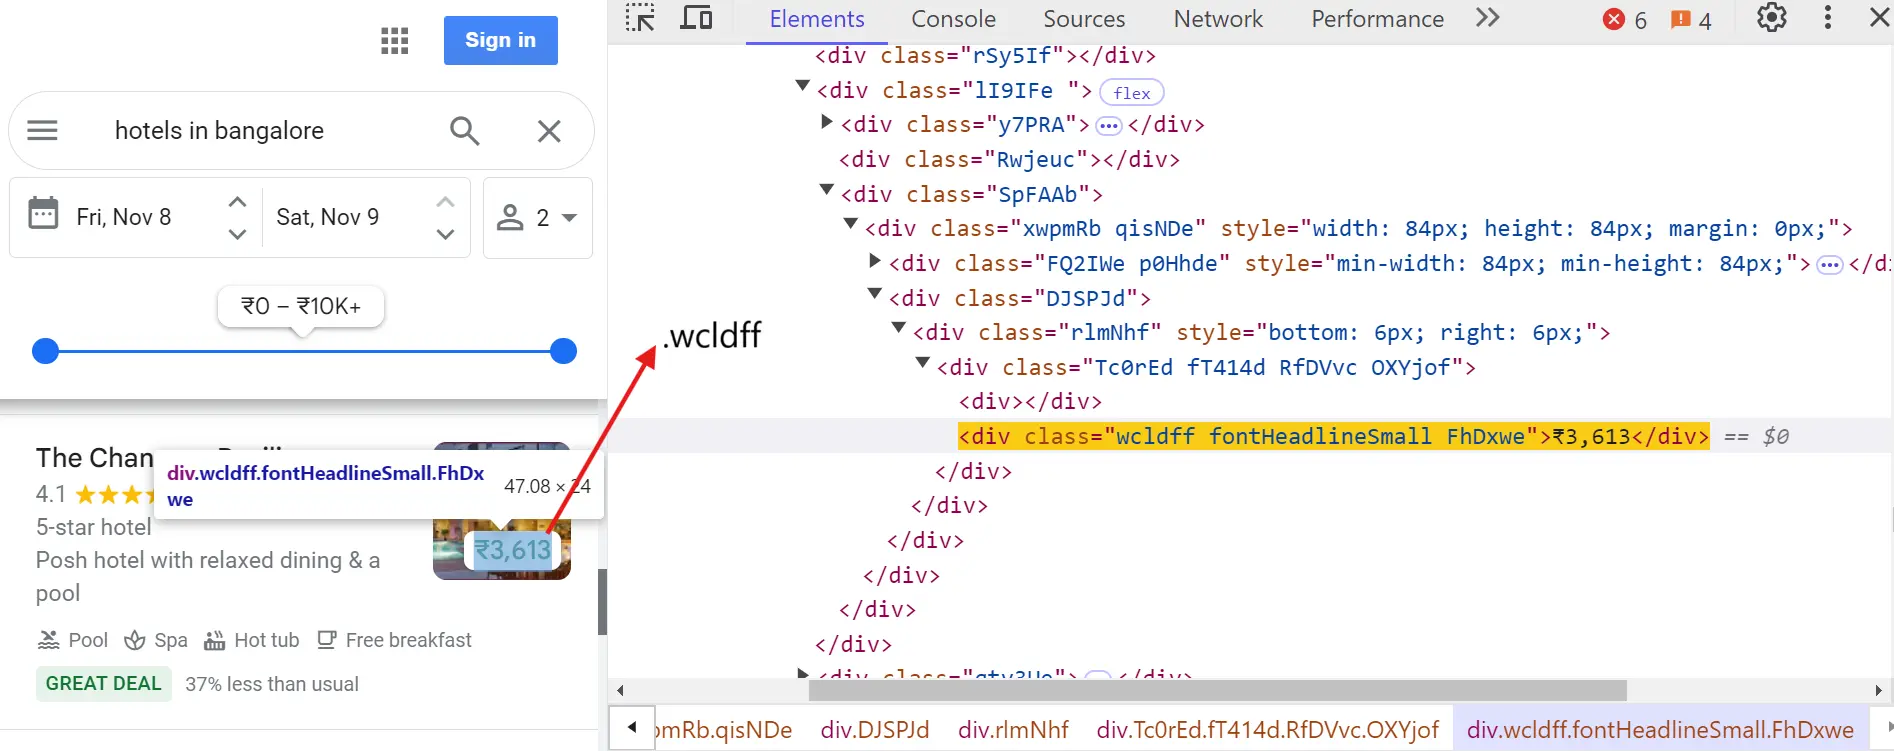 Sign in
hotels in bangalore
Fri, Nov 8
Sat, Nov 9
2
₹0 – ₹10K+
The Chan
div.wcldff.fontHeadlineSmall.FhDx
we
47.08 × 24
4.1
5-star hotel
₹3,613
Posh hotel with relaxed dining & a
pool
Pool Spa Hot tub Free breakfast
GREAT DEAL 37% less than usual
.wcldff
Elements Console Sources Network Performance 6 4
<div class="rSy5If"></div>
<div class="lI9IFe "> flex
<div class="y7PRA"> ••• </div>
<div class="Rwjeuc"></div>
<div class="SpFAAb">
<div class="xwpmRb qisNDe" style="width: 84px; height: 84px; margin: 0px;">
<div class="FQ2IWe p0Hhde" style="min-width: 84px; min-height: 84px;"> ••• </di
<div class="DJSPJd">
<div class="rlmNhf" style="bottom: 6px; right: 6px;">
<div class="Tc0rEd fT414d RfDVvc OXYjof">
<div></div>
<div class="wcldff fontHeadlineSmall FhDxwe">₹3,613</div> == $0
</div>
</div>
</div>
</div>
</div>
</div>
pmRb.qisNDe div.DJSPJd div.rlmNhf div.Tc0rEd.fT414d.RfDVvc.OXYjof div.wcldff.fontHeadlineSmall.FhDxwe